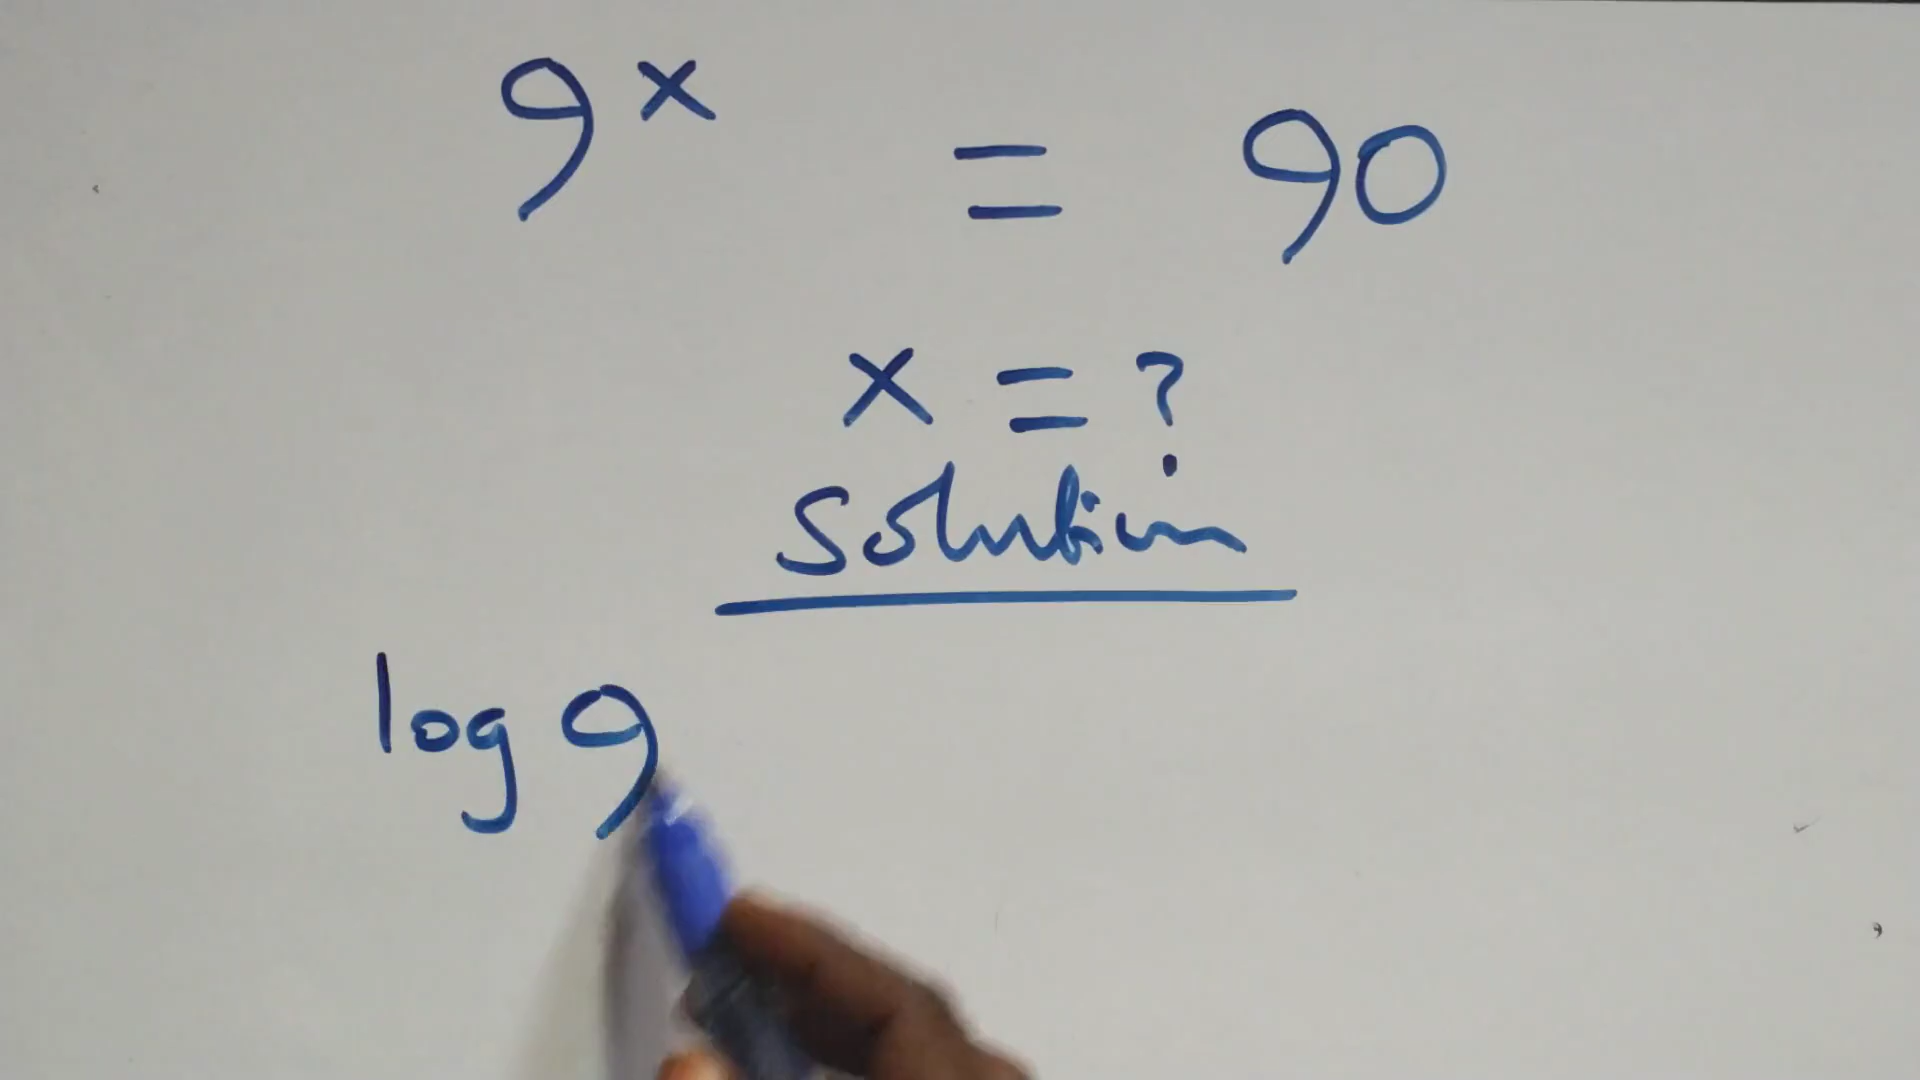 9^x = 90
x = ?
Solution
log 9